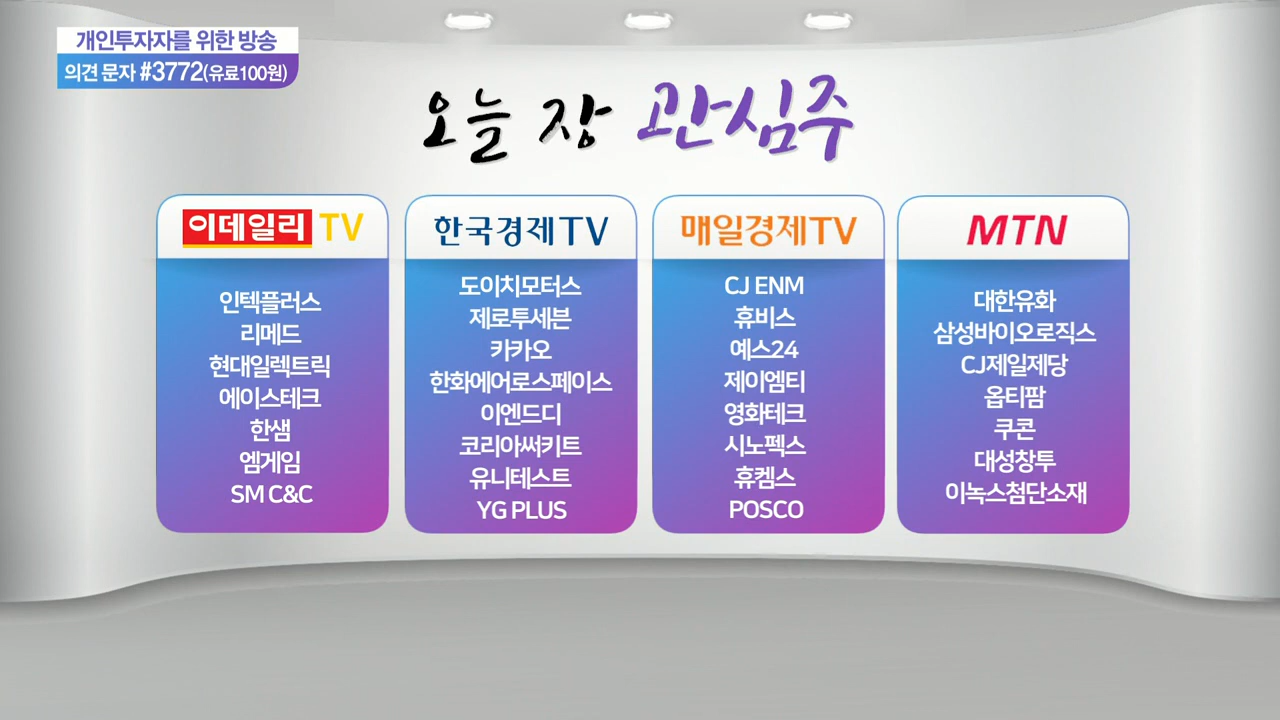 개인투자자를 위한 방송
의견 문자 #3772(유료100원)
오늘 장 관심주
이데일리 TV
인텍플러스
리메드
현대일렉트릭
에이스테크
한샘
엠게임
SM C&C
한국경제TV
도이치모터스
제로투세븐
카카오
한화에어로스페이스
이엔드디
코리아써키트
유니테스트
YG PLUS
매일경제TV
CJ ENM
휴비스
예스24
제이엠티
영화테크
시노펙스
휴켐스
POSCO
MTN
대한유화
삼성바이오로직스
CJ제일제당
옵티팜
쿠콘
대성창투
이녹스첨단소재